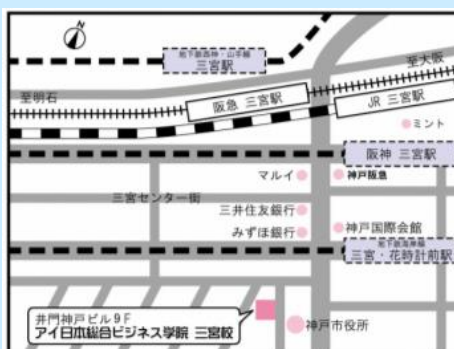 N
地下鉄西神・山手線
三宮駅
至大阪
至明石
阪急 三宮駅
JR 三宮駅
ミント
阪神 三宮駅
マルイ
神戸阪急
三宮センター街
三井住友銀行
みずほ銀行
神戸国際会館
地下鉄海岸線
三宮・花時計前駅
井門神戸ビル9F
アイ日本総合ビジネス学院 三宮校
神戸市役所